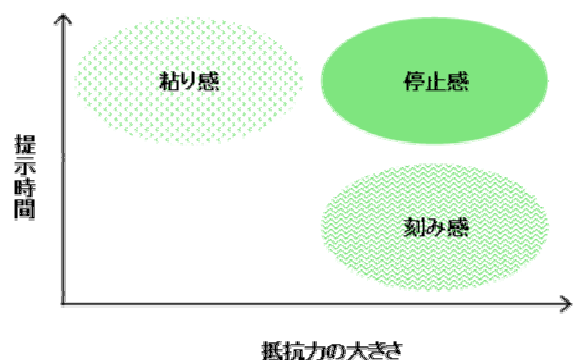 粘り感
停止感
提示時間
刻み感
抵抗力の大きさ